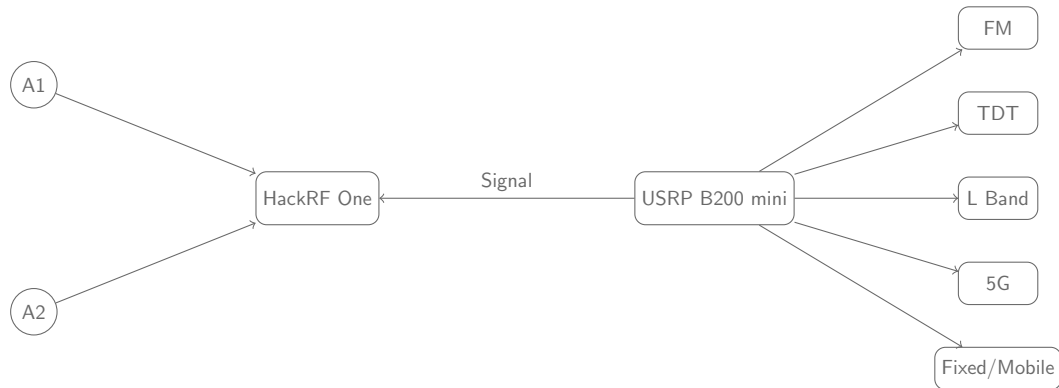 FM
A1
TDT
Signal
HackRF One
USRP B200 mini
L Band
5G
A2
Fixed/Mobile